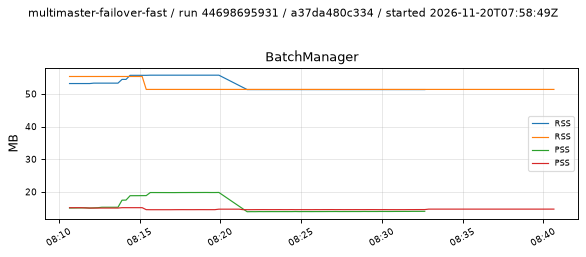 multimaster-failover-fast / run 44698695931 / a37da480c334 / started 2026-11-20T07:58:49Z
BatchManager
MB
50
40
30
20
RSS
RSS
PSS
PSS
08:10
08:15
08:20
08:25
08:30
08:35
08:40